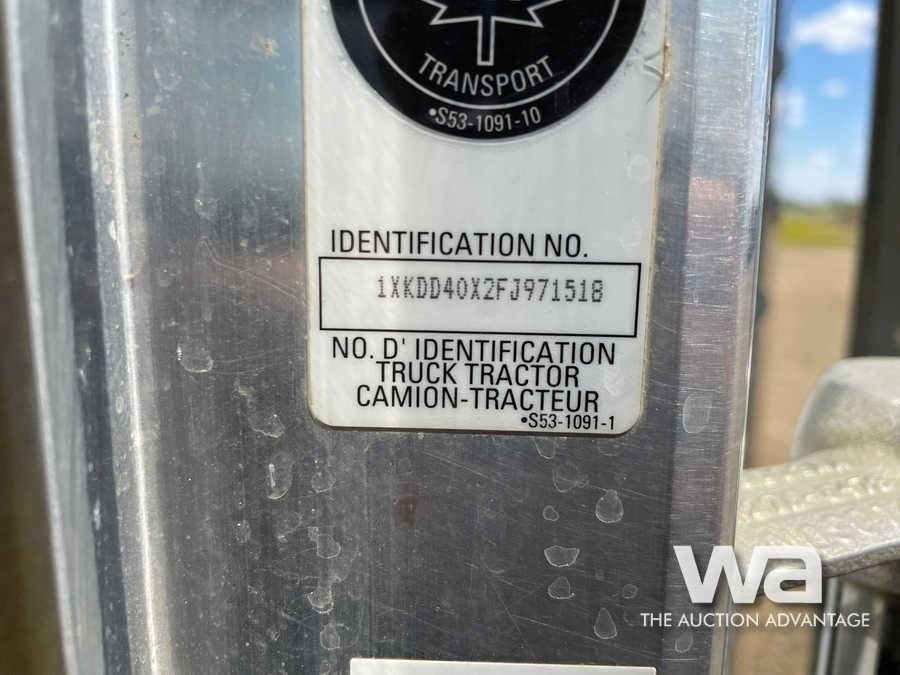 TRANSPORT
•S53-1091-10
IDENTIFICATION NO.
1XKDD40X2FJ971518
NO. D' IDENTIFICATION
TRUCK TRACTOR
CAMION-TRACTEUR
•S53-1091-1
wa
THE AUCTION ADVANTAGE